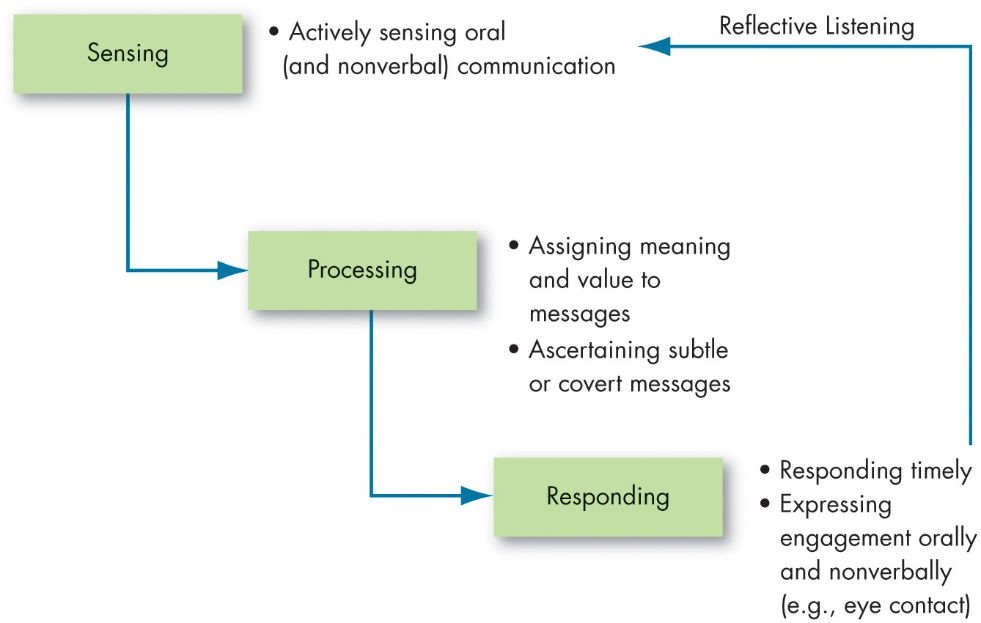 Sensing
• Actively sensing oral
(and nonverbal) communication
Reflective Listening
Processing
• Assigning meaning
and value to
messages
• Ascertaining subtle
or covert messages
Responding
• Responding timely
• Expressing
engagement orally
and nonverbally
(e.g., eye contact)